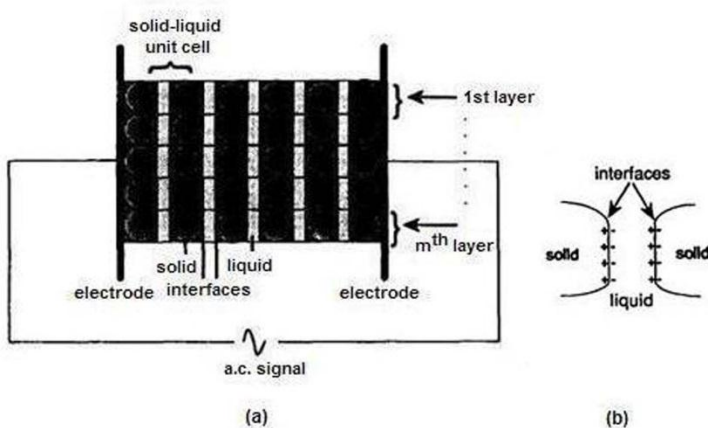 solid-liquid
unit cell
1st layer
mth layer
solid
liquid
interfaces
electrode
electrode
a.c. signal
(a)
interfaces
+-
+-
+-
+-
+-
+-
+-
+-
solid
solid
liquid
(b)